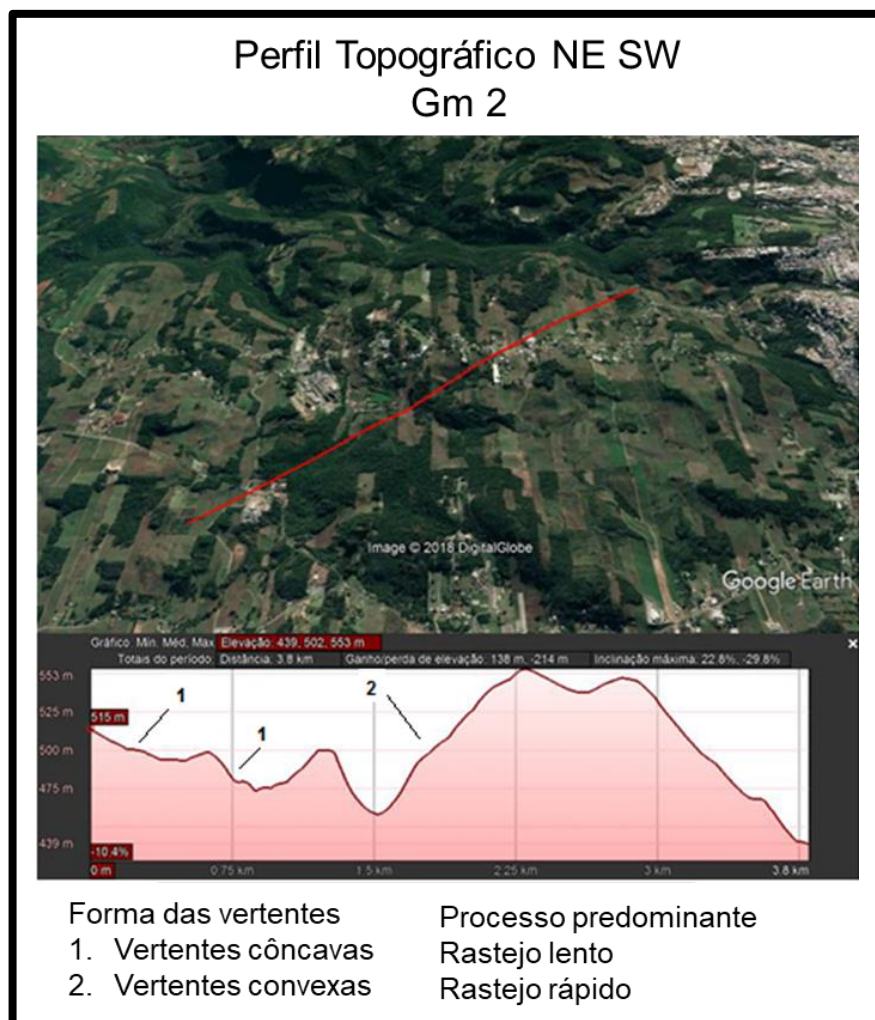 Perfil Topográfico NE SW
Gm 2
Image © 2018 DigitalGlobe
Google Earth
Gráfico: Mín, Méd, Máx Elevação: 439, 502, 553 m
Totais do período: Distância: 3.8 km Ganho/perda de elevação: 138 m, -214 m Inclinação máxima: 22.8%, -29.8%
553 m
525 m
515 m
500 m
475 m
439 m
-10.4%
1
1
2
0 m 0.75 km 1.5 km 2.25 km 3 km 3.8 km
Forma das vertentes Processo predominante
1. Vertentes côncavas Rastejo lento
2. Vertentes convexas Rastejo rápido